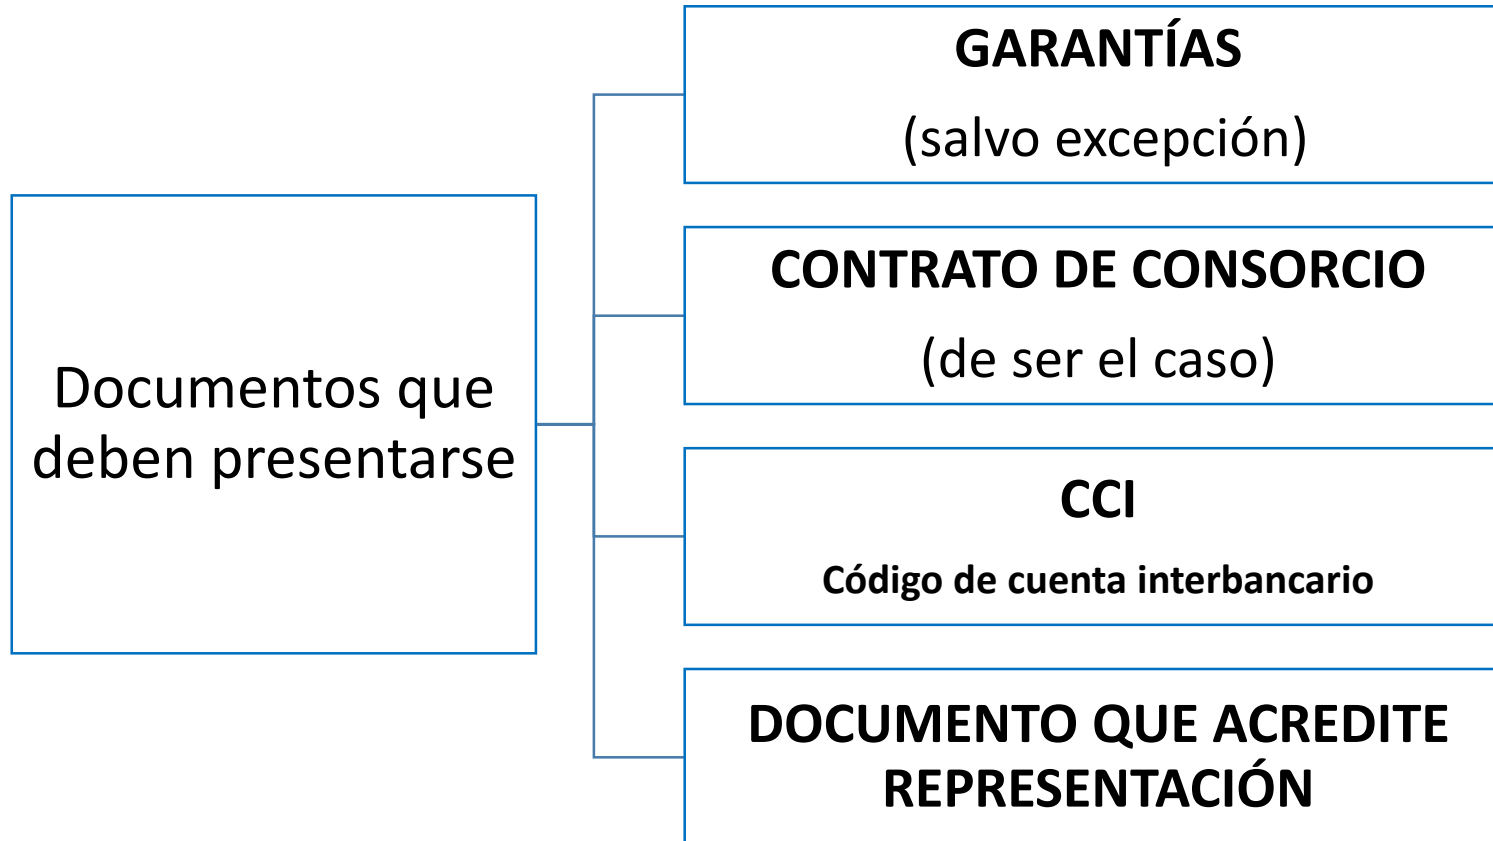 Documentos que
deben presentarse
GARANTÍAS
(salvo excepción)
CONTRATO DE CONSORCIO
(de ser el caso)
CCI
Código de cuenta interbancario
DOCUMENTO QUE ACREDITE
REPRESENTACIÓN